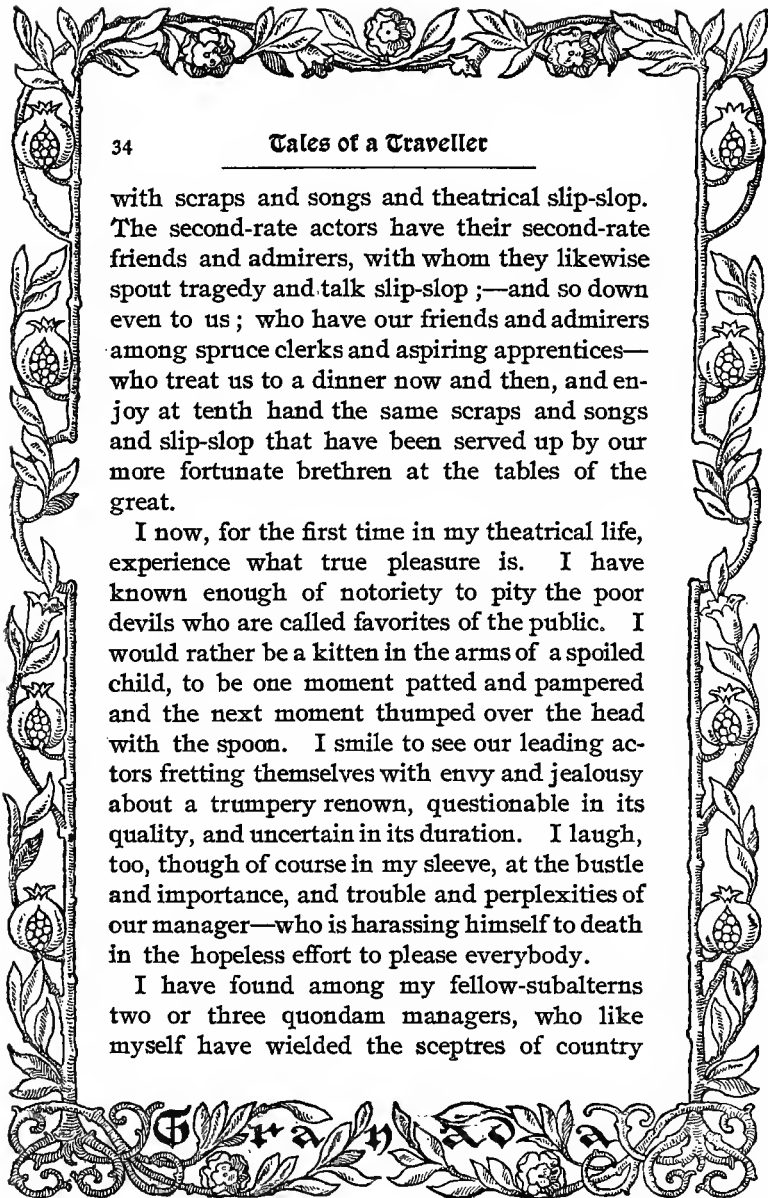 34 Tales of a Traveller
with scraps and songs and theatrical slip-slop.
The second-rate actors have their second-rate
friends and admirers, with whom they likewise
spout tragedy and talk slip-slop ;—and so down
even to us ; who have our friends and admirers
among spruce clerks and aspiring apprentices—
who treat us to a dinner now and then, and en-
joy at tenth hand the same scraps and songs
and slip-slop that have been served up by our
more fortunate brethren at the tables of the
great.
I now, for the first time in my theatrical life,
experience what true pleasure is. I have
known enough of notoriety to pity the poor
devils who are called favorites of the public. I
would rather be a kitten in the arms of a spoiled
child, to be one moment patted and pampered
and the next moment thumped over the head
with the spoon. I smile to see our leading ac-
tors fretting themselves with envy and jealousy
about a trumpery renown, questionable in its
quality, and uncertain in its duration. I laugh,
too, though of course in my sleeve, at the bustle
and importance, and trouble and perplexities of
our manager—who is harassing himself to death
in the hopeless effort to please everybody.
I have found among my fellow-subalterns
two or three quondam managers, who like
myself have wielded the sceptres of country
Granada